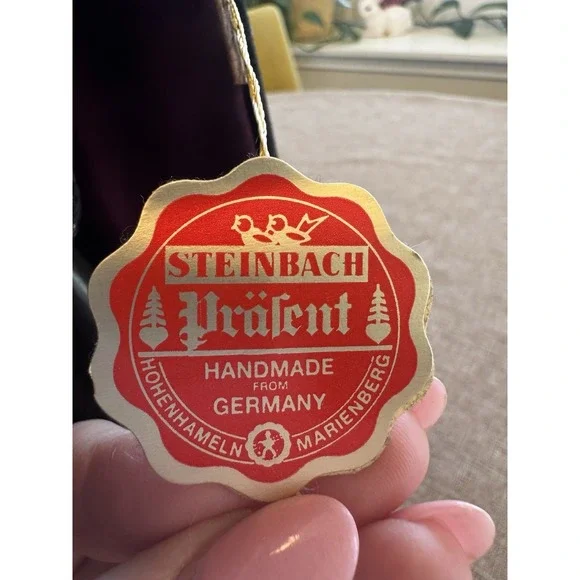 STEINBACH
Präſent
HANDMADE
FROM
GERMANY
HOHENHAMELN MARIENBERG